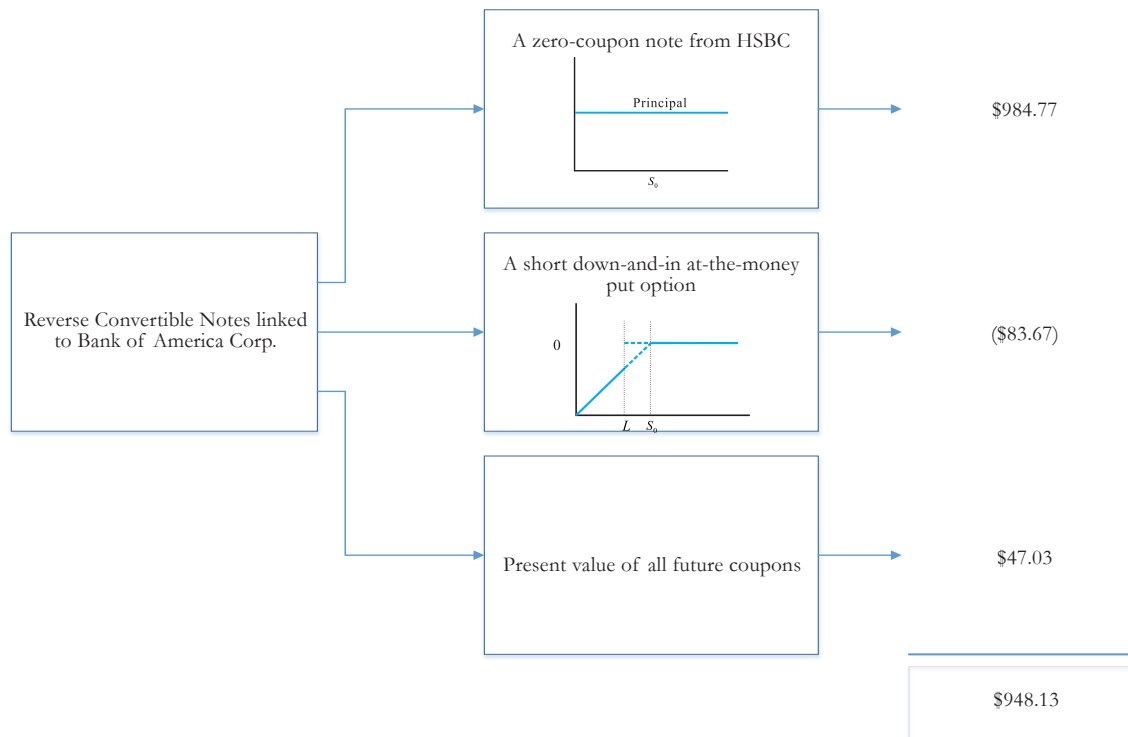 A zero-coupon note from HSBC
Principal
S₀
$984.77
Reverse Convertible Notes linked
to Bank of America Corp.
A short down-and-in at-the-money
put option
0
L S₀
($83.67)
Present value of all future coupons
$47.03
$948.13